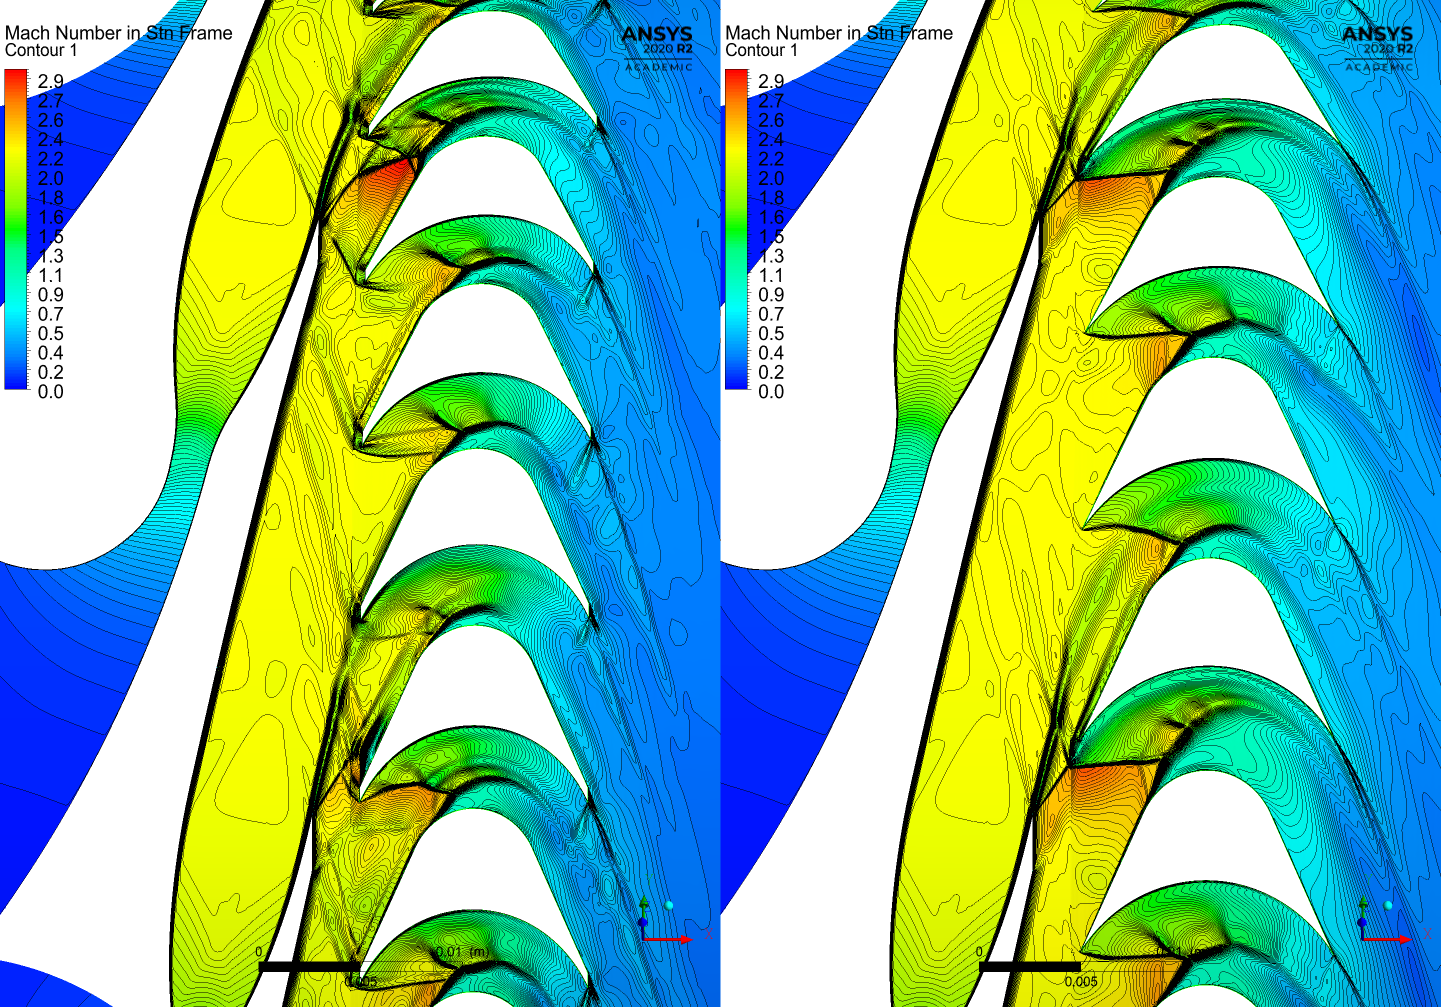 Mach Number in Stn Frame
Contour 1
2.9
2.7
2.6
2.4
2.2
2.0
1.8
1.6
1.5
1.3
1.1
0.9
0.7
0.5
0.4
0.2
0.0
ANSYS
2020 R2
ACADEMIC
0
0.01 (m)
0.005
X
Mach Number in Stn Frame
Contour 1
2.9
2.7
2.6
2.4
2.2
2.0
1.8
1.6
1.5
1.3
1.1
0.9
0.7
0.5
0.4
0.2
0.0
ANSYS
2020 R2
ACADEMIC
0
0.005
X